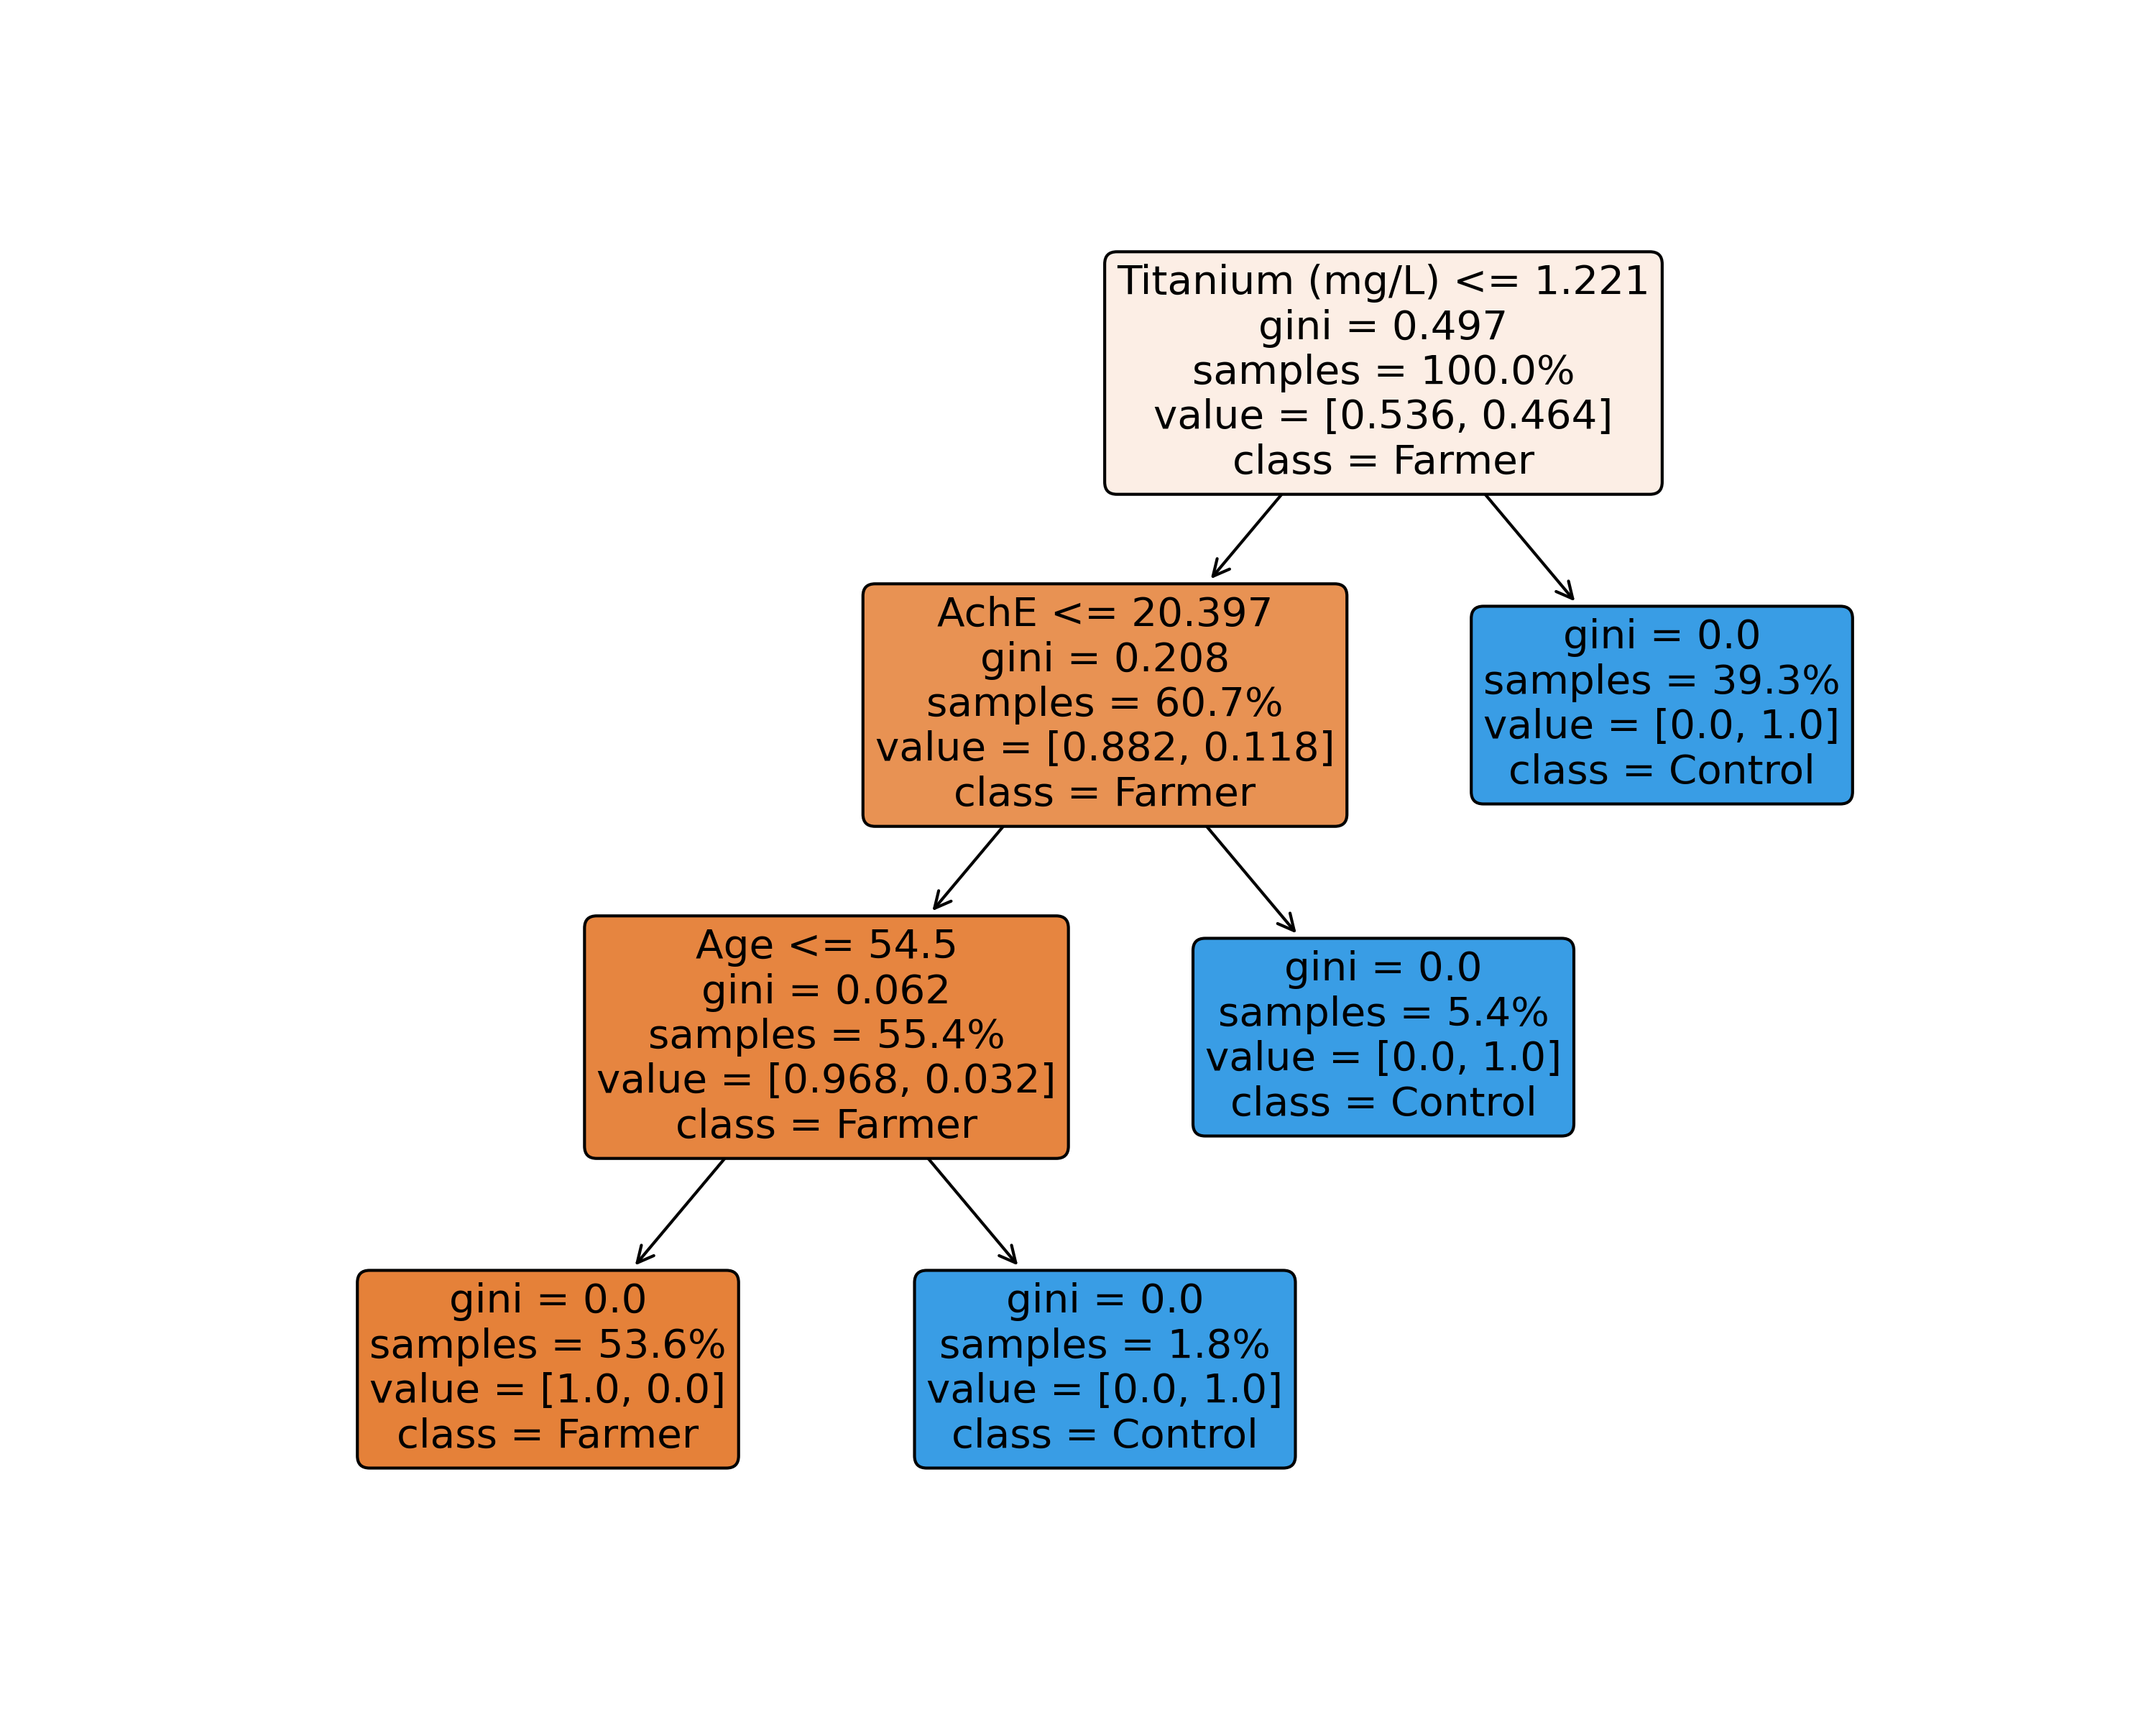 Titanium (mg/L) <= 1.221
gini = 0.497
samples = 100.0%
value = [0.536, 0.464]
class = Farmer
AchE <= 20.397
gini = 0.208
samples = 60.7%
value = [0.882, 0.118]
class = Farmer
gini = 0.0
samples = 39.3%
value = [0.0, 1.0]
class = Control
Age <= 54.5
gini = 0.062
samples = 55.4%
value = [0.968, 0.032]
class = Farmer
gini = 0.0
samples = 5.4%
value = [0.0, 1.0]
class = Control
gini = 0.0
samples = 53.6%
value = [1.0, 0.0]
class = Farmer
gini = 0.0
samples = 1.8%
value = [0.0, 1.0]
class = Control